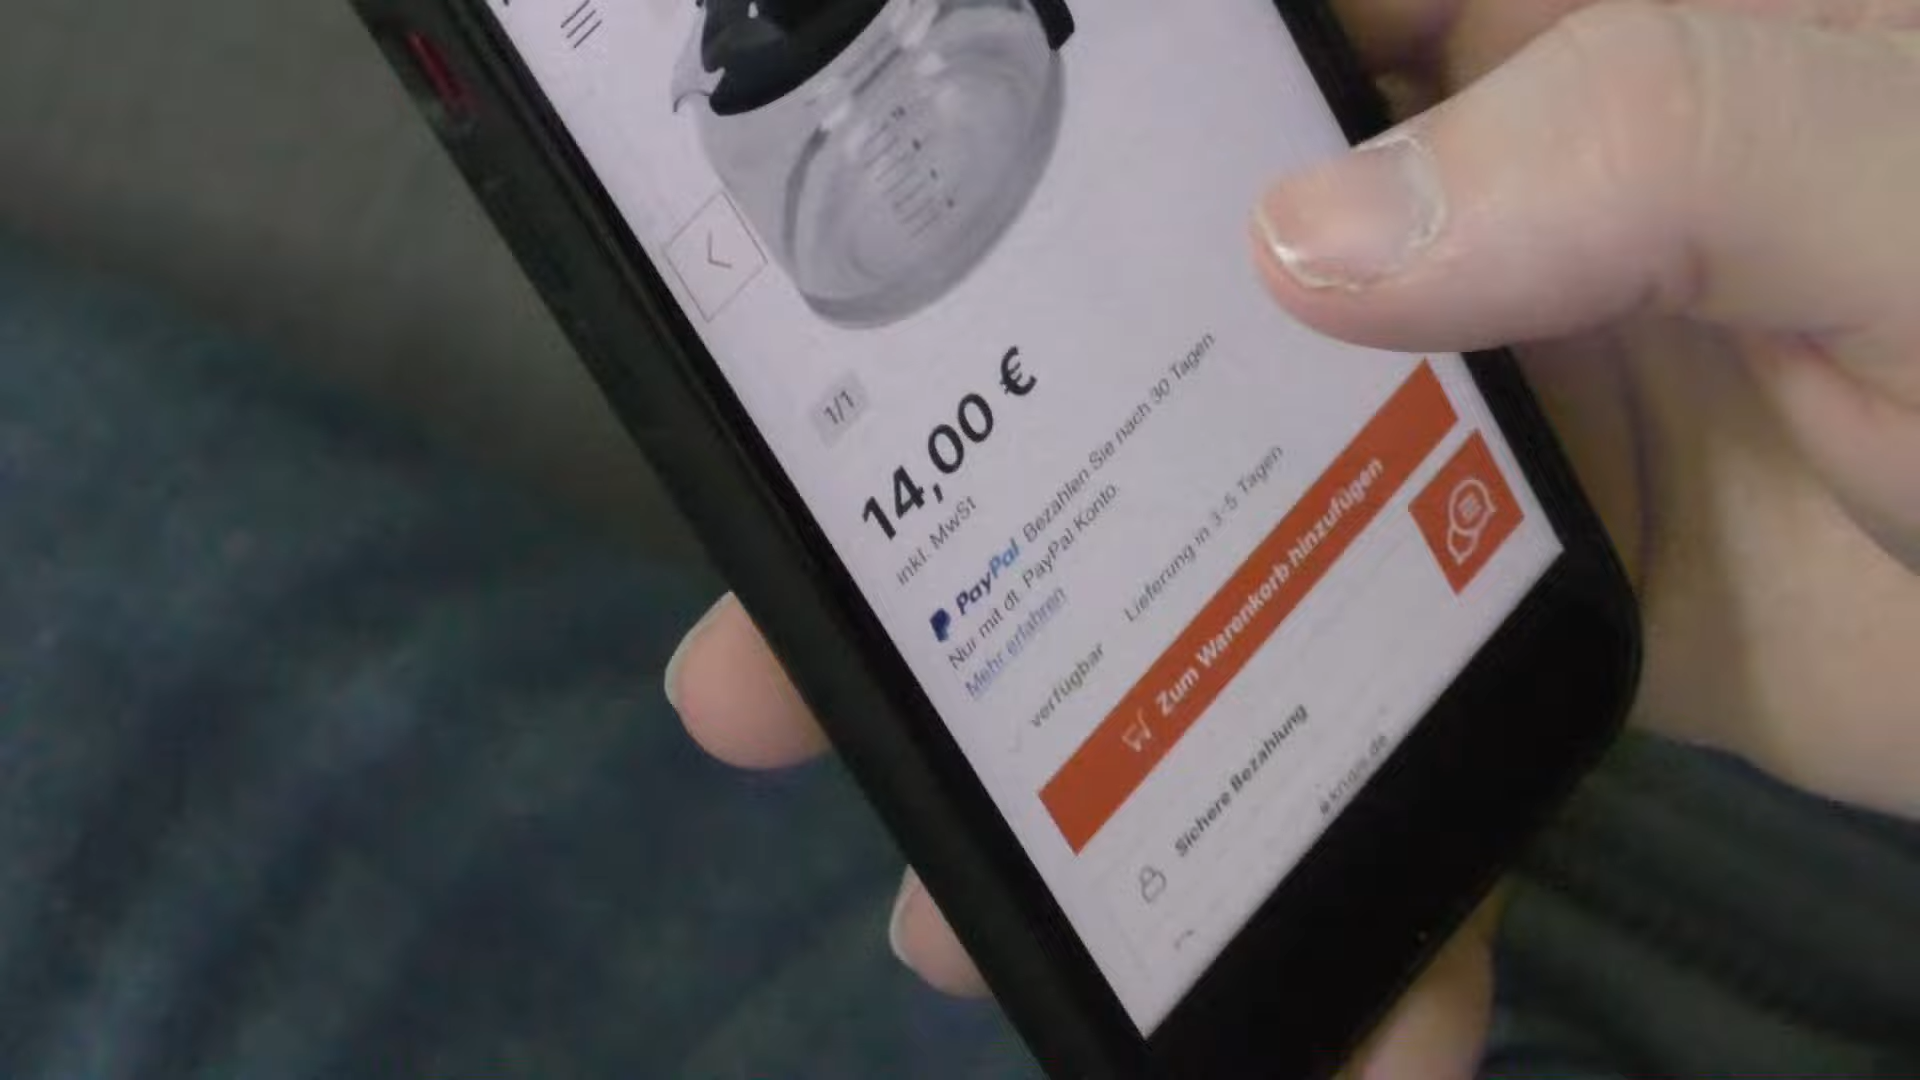 1/1
14,00 €
inkl. MwSt
PayPal Bezahlen Sie nach 30 Tagen
Nur mit dt. PayPal Konto.
Mehr erfahren
verfügbar Lieferung in 3-5 Tagen
Zum Warenkorb hinzufügen
Sichere Bezahlung